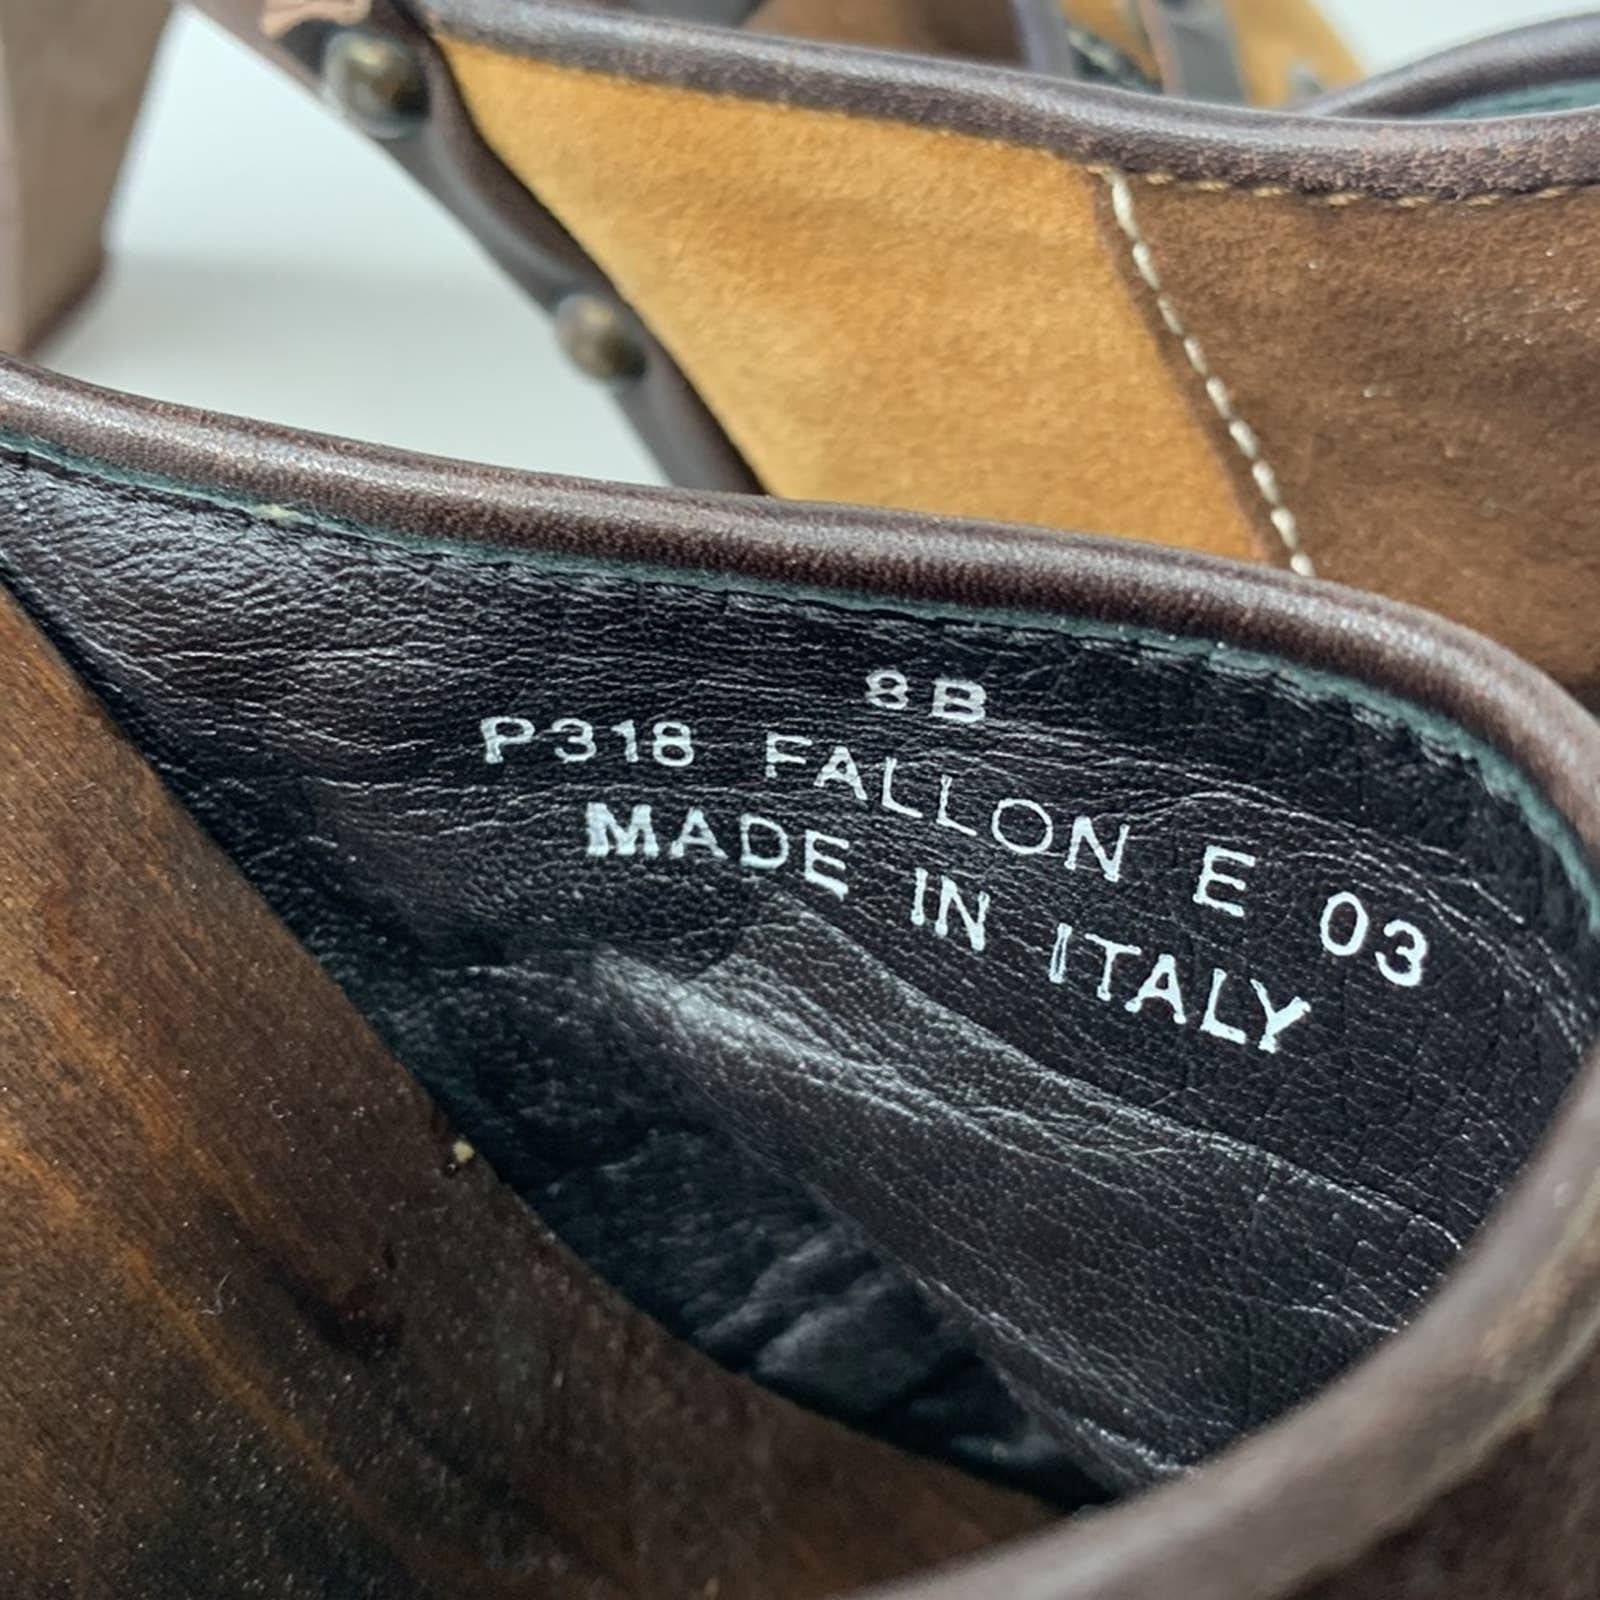 8B
P318 FALLON E 03
MADE IN ITALY